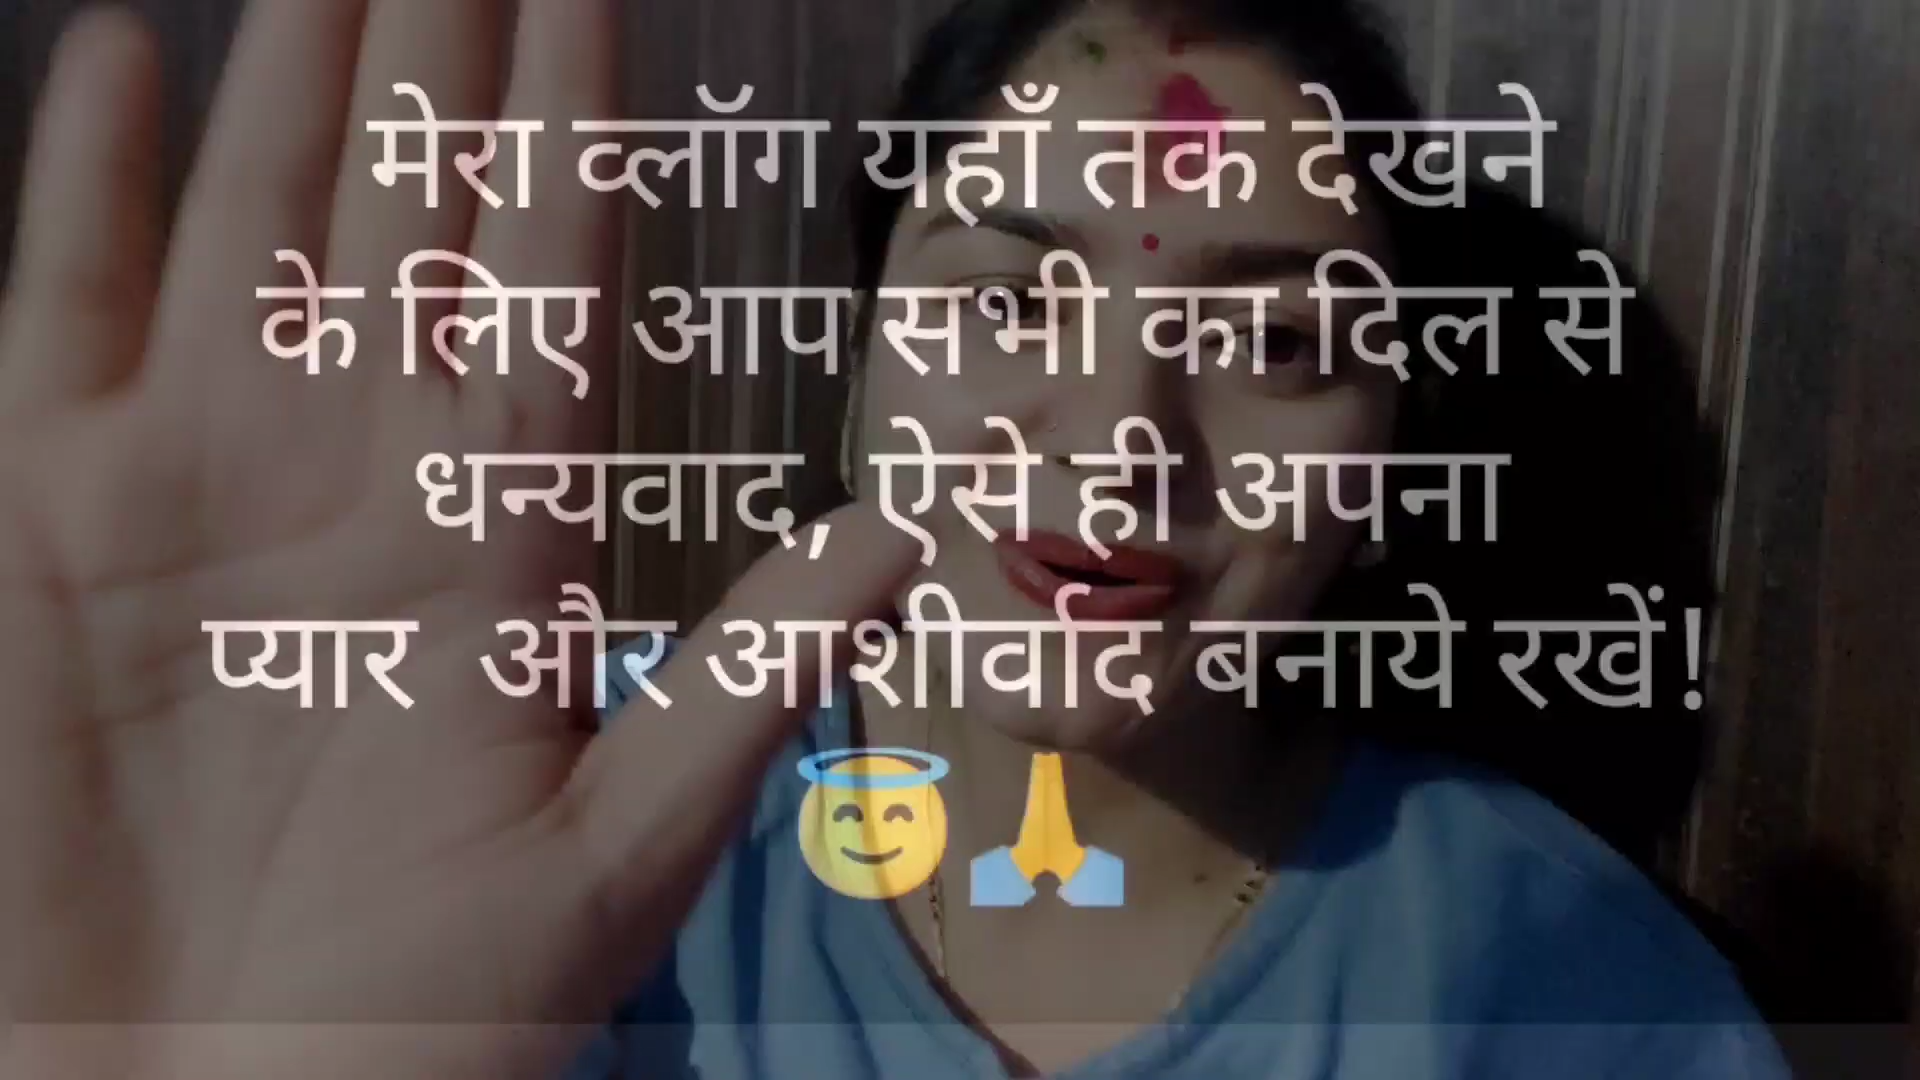 मेरा व्लॉग यहाँ तक देखने
के लिए आप सभी का दिल से
धन्यवाद, ऐसे ही अपना
प्यार और आशीर्वाद बनाये रखें!
😇🙏